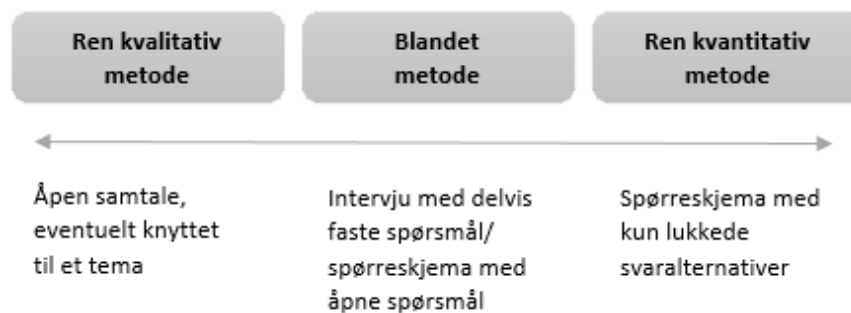 Ren kvalitativ
metode
Blandet
metode
Ren kvantitativ
metode
Åpen samtale,
eventuelt knyttet
til et tema
Intervju med delvis
faste spørsmål/
spørreskjema med
åpne spørsmål
Spørreskjema med
kun lukkede
svaralternativer